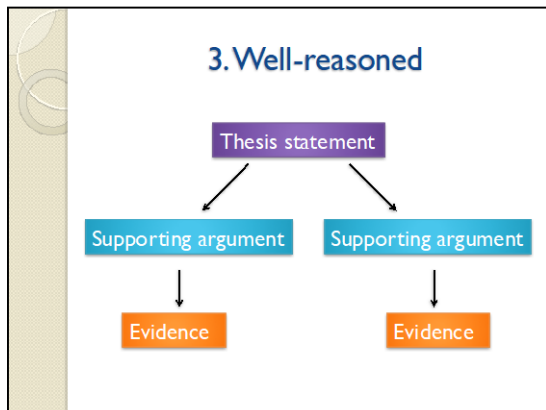 3. Well-reasoned
Thesis statement
Supporting argument
Supporting argument
Evidence
Evidence